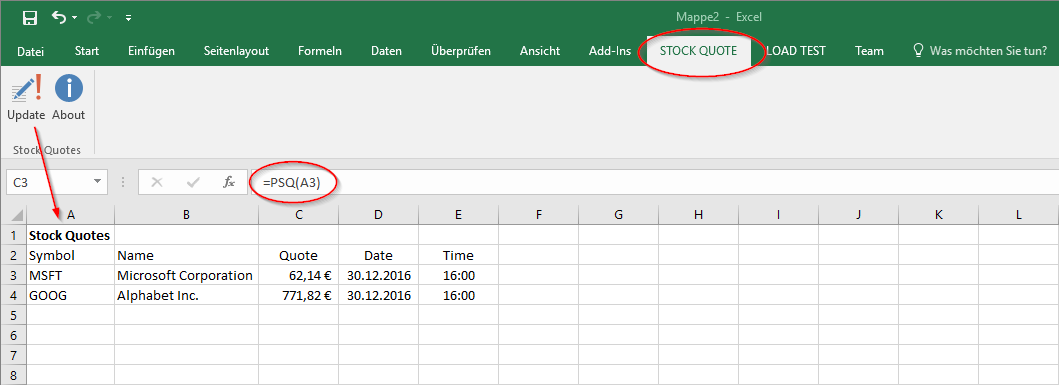 Mappe2 - Excel
Datei Start Einfügen Seitenlayout Formeln Daten Überprüfen Ansicht Add-Ins STOCK QUOTE LOAD TEST Team Was möchten Sie tun?
Update About
Stock Quotes
C3 fx =PSQ(A3)
A B C D E F G H I J K L
1 Stock Quotes
2 Symbol Name Quote Date Time
3 MSFT Microsoft Corporation 62,14 € 30.12.2016 16:00
4 GOOG Alphabet Inc. 771,82 € 30.12.2016 16:00
5
6
7
8